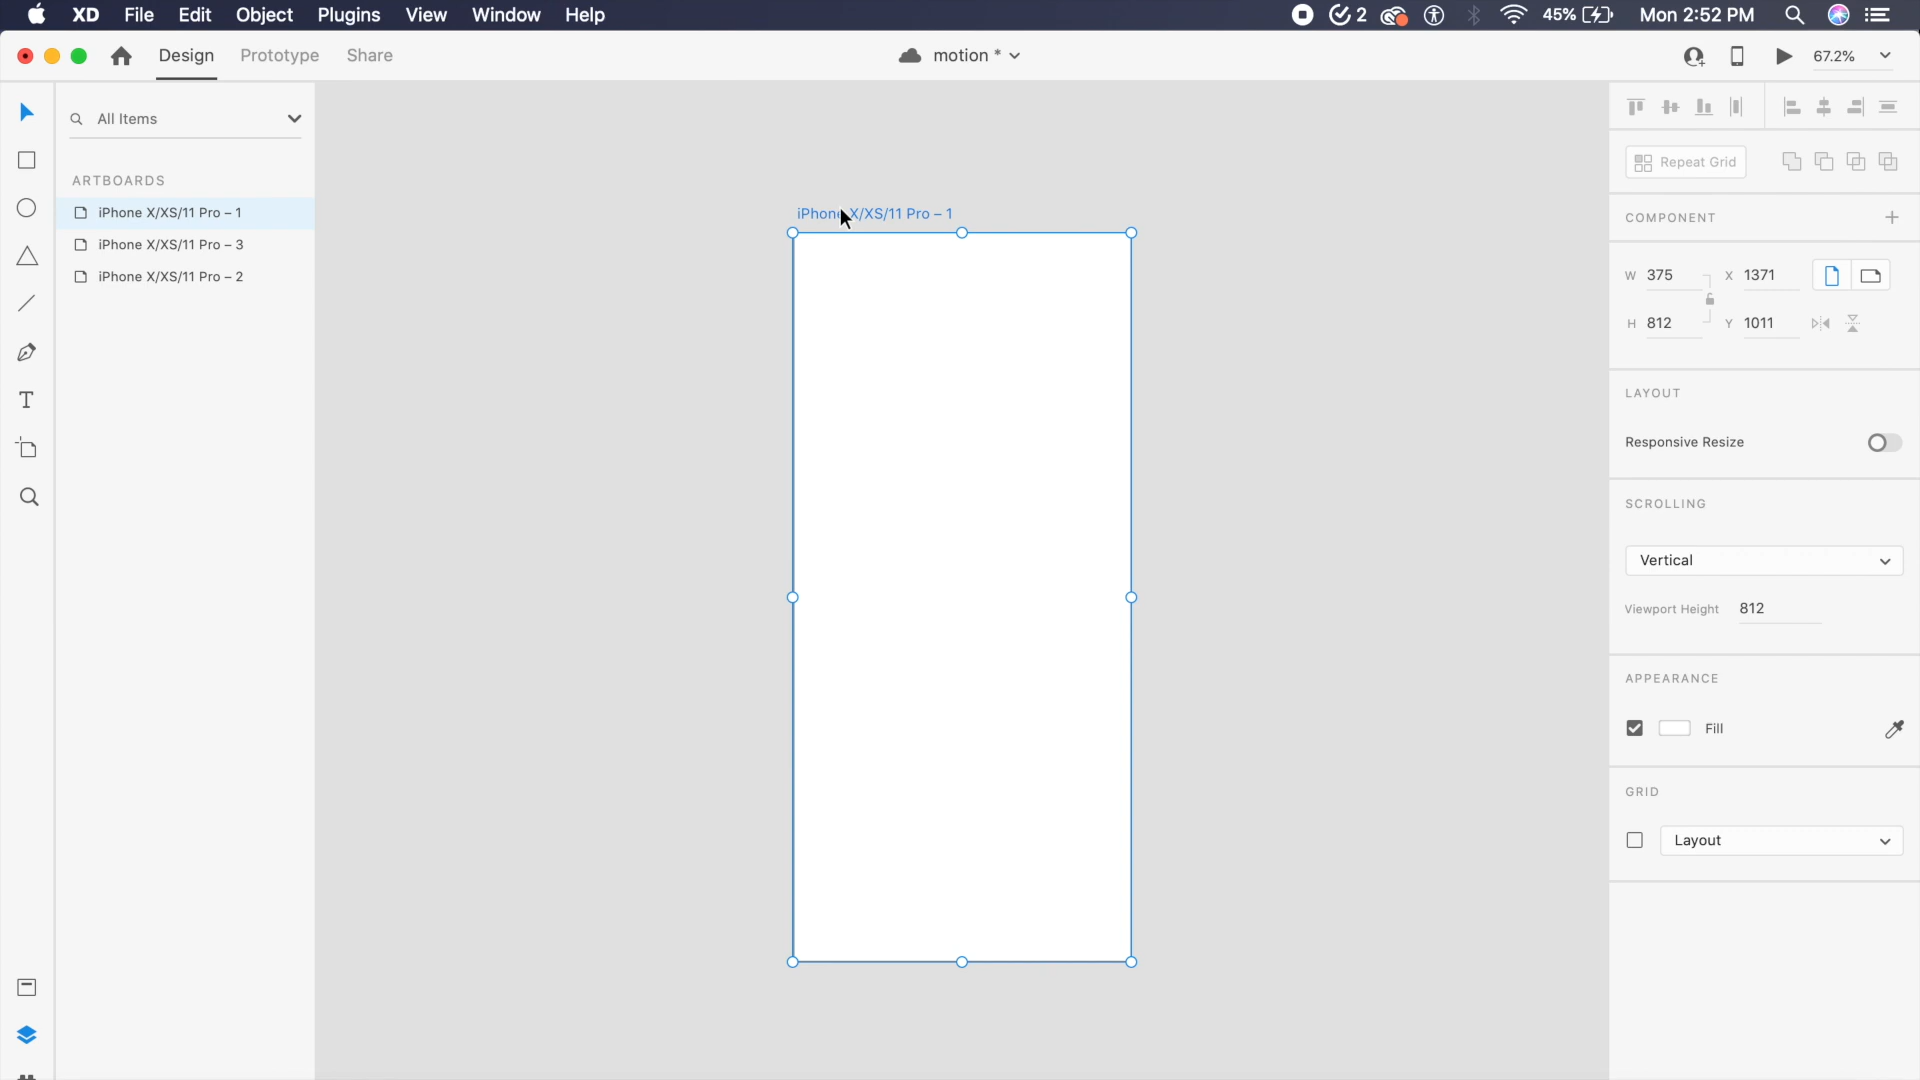 XD File Edit Object Plugins View Window Help 2 45% Mon 2:52 PM
Design Prototype Share motion * 67.2%
All Items
ARTBOARDS
iPhone X/XS/11 Pro – 1
iPhone X/XS/11 Pro – 3
iPhone X/XS/11 Pro – 2
iPhone X/XS/11 Pro – 1
Repeat Grid
COMPONENT
W 375 X 1371
H 812 Y 1011
LAYOUT
Responsive Resize
SCROLLING
Vertical
Viewport Height 812
APPEARANCE
Fill
GRID
Layout
T